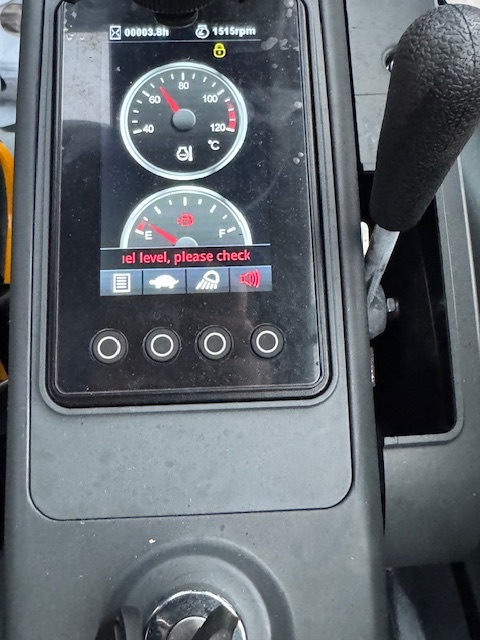 00003.8h 1515rpm
80
60 100
40 120
°C
E F
el level, please check